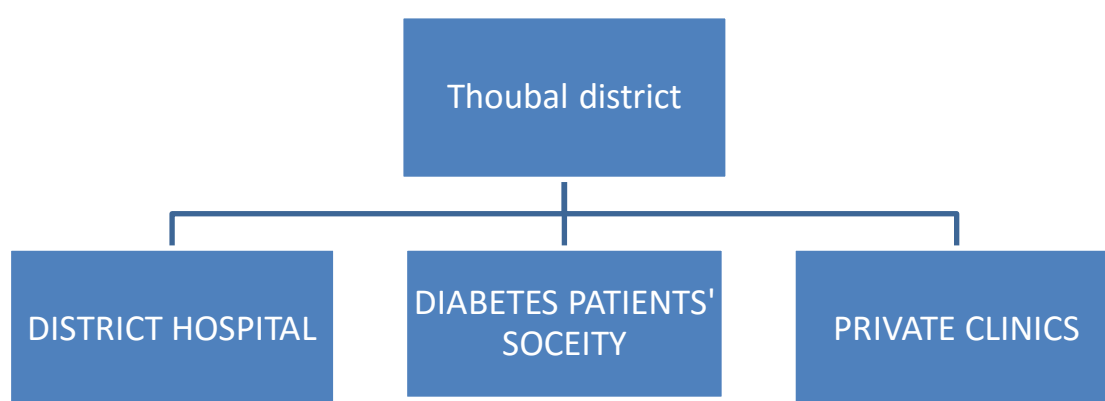 Thoubal district
DISTRICT HOSPITAL
DIABETES PATIENTS'
SOCEITY
PRIVATE CLINICS